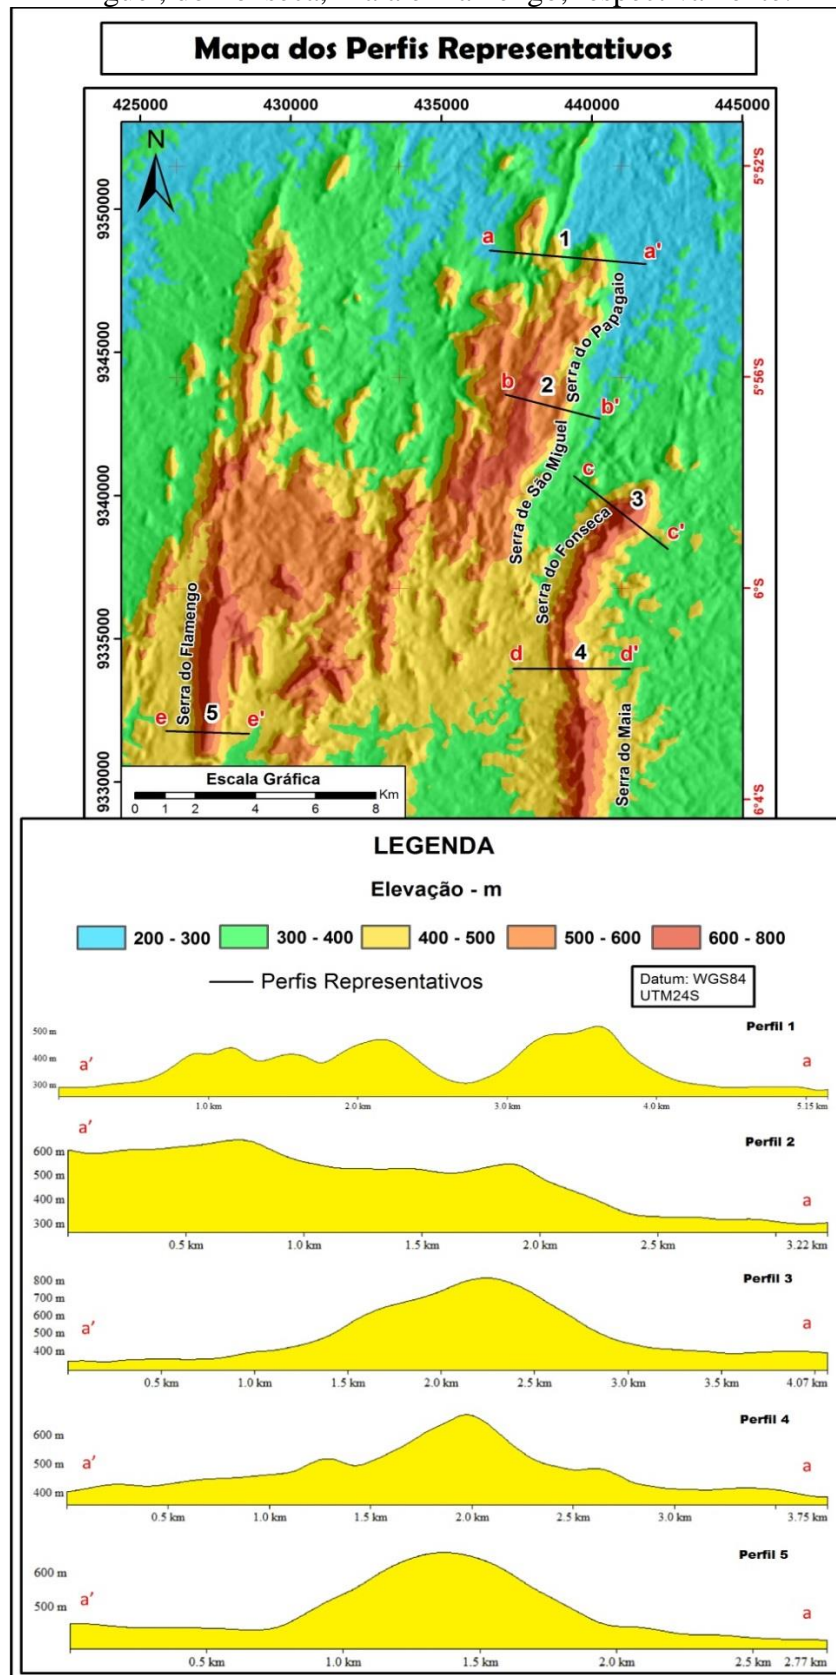 Mapa dos Perfis Representativos
425000 430000 435000 440000 445000
N
5°52'S
9350000
a 1 a'
Serra do Papagaio
9345000
b 2 b'
5°56'S
Serra de São Miguel
c
9340000
3
c'
Serra do Fonseca
6°S
Serra do Flamengo
9335000
d 4 d'
e 5 e'
Serra do Maia
9330000
6°4'S
Escala Gráfica
0 1 2 4 6 8 Km
LEGENDA
Elevação - m
200 - 300 300 - 400 400 - 500 500 - 600 600 - 800
Perfis Representativos
Datum: WGS84
UTM24S
Perfil 1
500 m
400 m
300 m
a' a
1.0 km 2.0 km 3.0 km 4.0 km 5.15 km
Perfil 2
a'
600 m
500 m
400 m
300 m
a
0.5 km 1.0 km 1.5 km 2.0 km 2.5 km 3.22 km
Perfil 3
800 m
700 m
600 m
500 m
400 m
a' a
0.5 km 1.0 km 1.5 km 2.0 km 2.5 km 3.0 km 3.5 km 4.07 km
Perfil 4
600 m
500 m
400 m
a' a
0.5 km 1.0 km 1.5 km 2.0 km 2.5 km 3.0 km 3.75 km
Perfil 5
600 m
500 m
a' a
0.5 km 1.0 km 1.5 km 2.0 km 2.5 km 2.77 km